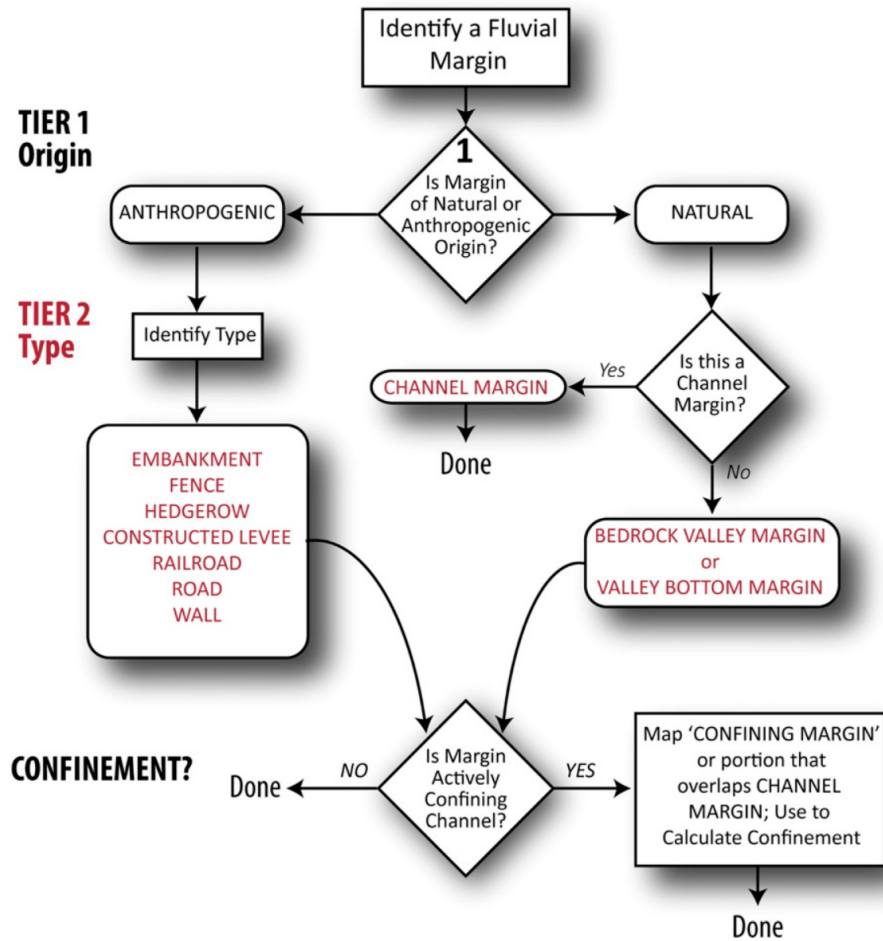 Identify a Fluvial
Margin
TIER 1
Origin
1
Is Margin
of Natural or
Anthropogenic
Origin?
ANTHROPOGENIC
NATURAL
TIER 2
Type
Identify Type
Is this a
Channel
Margin?
Yes
CHANNEL MARGIN
Done
No
EMBANKMENT
FENCE
HEDGEROW
CONSTRUCTED LEVEE
RAILROAD
ROAD
WALL
BEDROCK VALLEY MARGIN
or
VALLEY BOTTOM MARGIN
CONFINEMENT?
Is Margin
Actively
Confining
Channel?
NO
Done
YES
Map ‘CONFINING MARGIN’
or portion that
overlaps CHANNEL
MARGIN; Use to
Calculate Confinement
Done